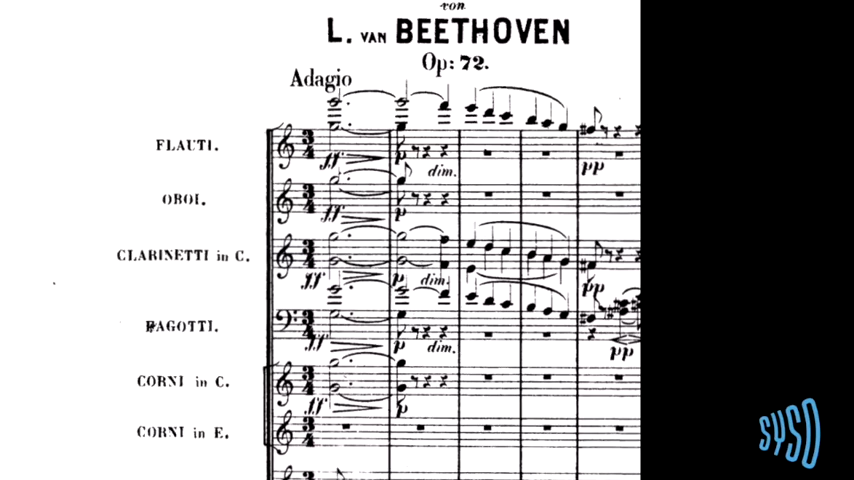 von
L. VAN BEETHOVEN
Op: 72.
Adagio
FLAUTI.
ff p dim. pp
OBOI.
ff p
CLARINETTI in C.
ff p dim. pp
FAGOTTI.
ff p dim. pp
CORNI in C.
ff p
CORNI in E.
SYSO